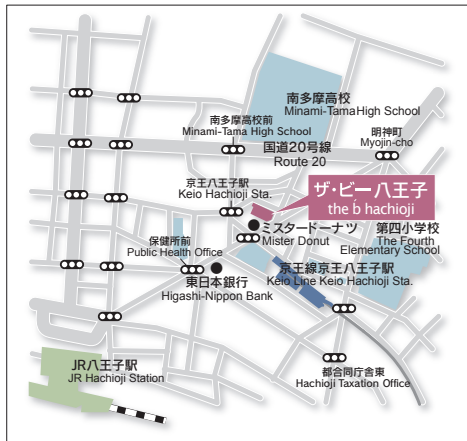 南多摩高校
Minami-Tama High School
南多摩高校前
Minami-Tama High School
明神町
Myojin-cho
国道20号線
Route 20
京王八王子駅
Keio Hachioji Sta.
ザ・ビー 八王子
the b hachioji
ミスタードーナツ
Mister Donut
第四小学校
The Fourth
Elementary School
保健所前
Public Health Office
東日本銀行
Higashi-Nippon Bank
京王線京王八王子駅
Keio Line Keio Hachioji Sta.
JR八王子駅
JR Hachioji Station
都合同庁舎東
Hachioji Taxation Office